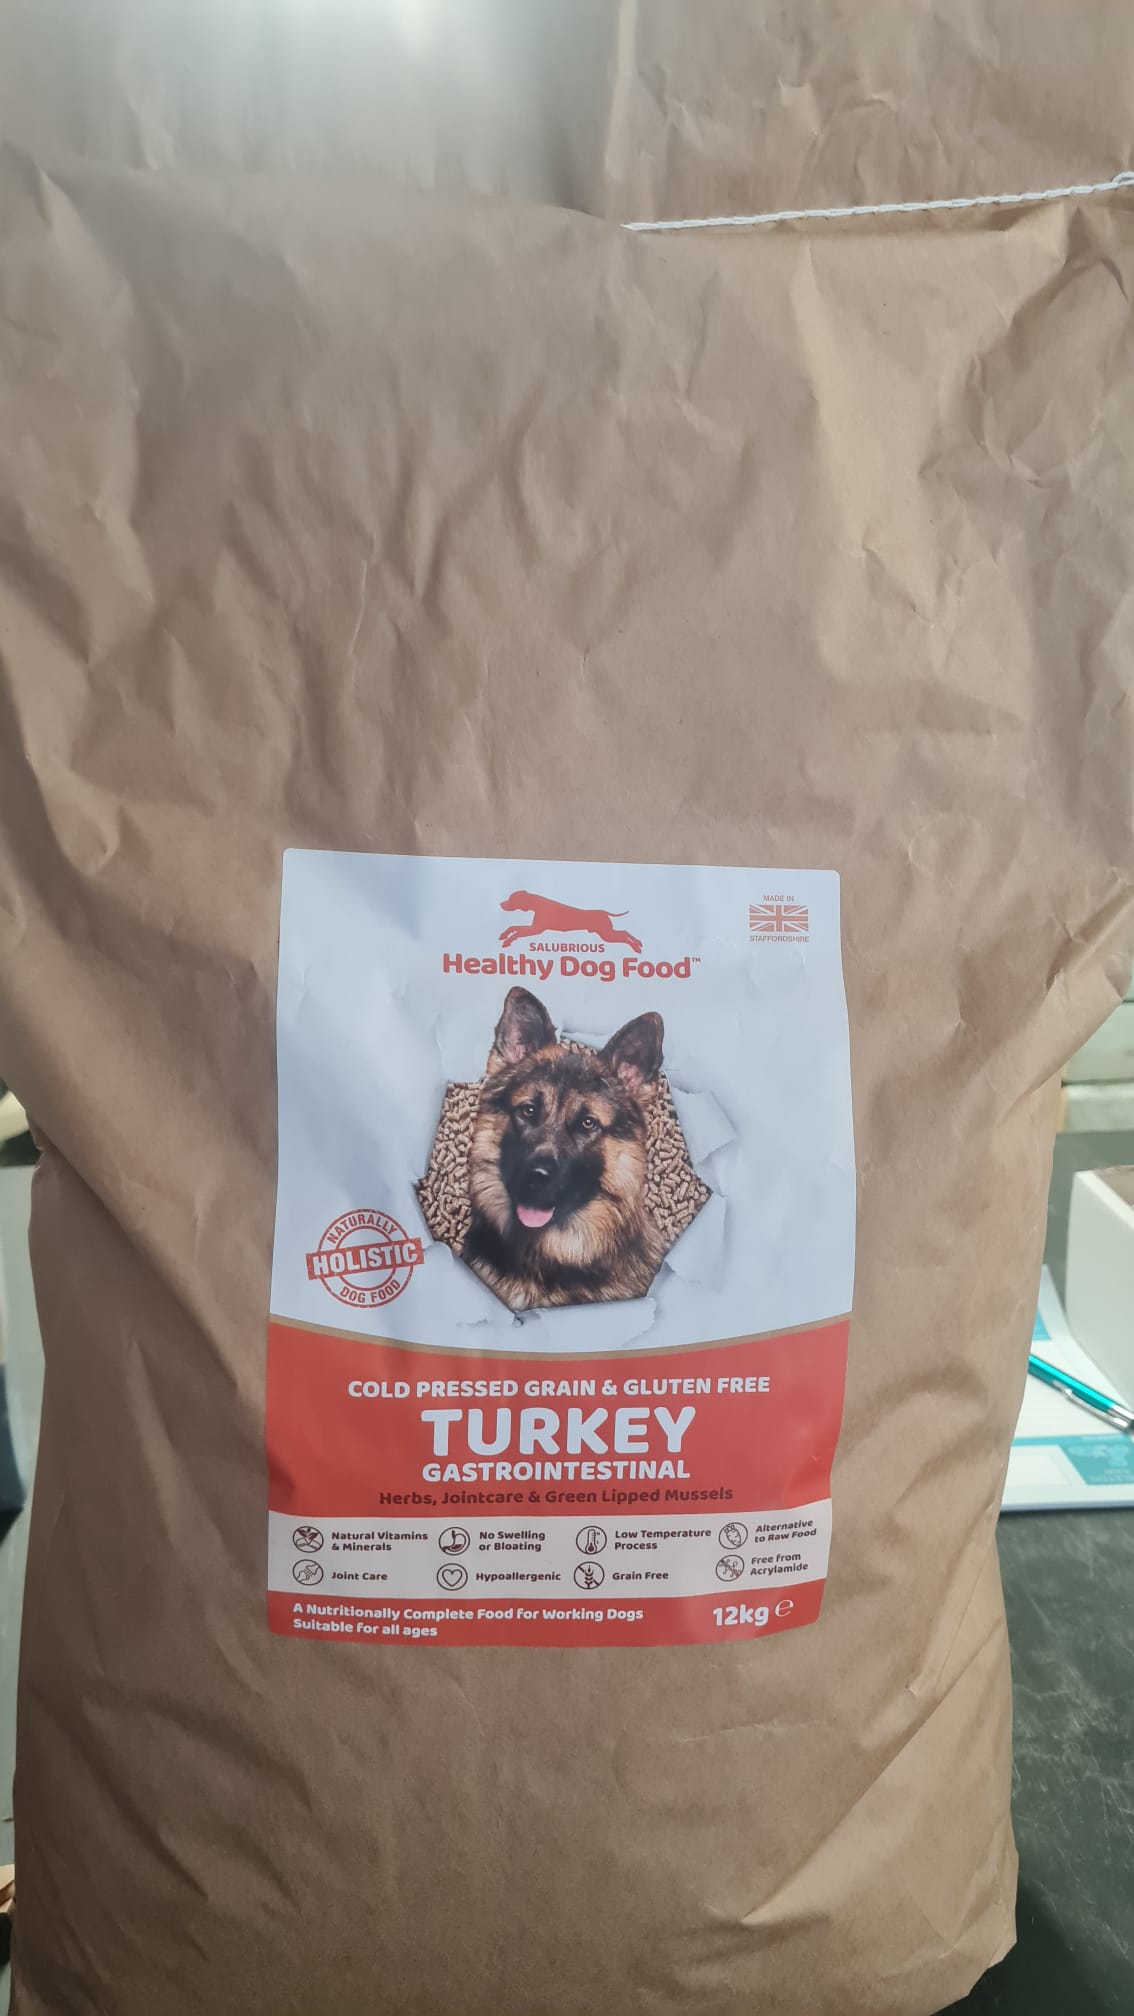 MADE IN
STAFFORDSHIRE
SALUBRIOUS
Healthy Dog Food™
NATURALLY
HOLISTIC
DOG FOOD
COLD PRESSED GRAIN & GLUTEN FREE
TURKEY
GASTROINTESTINAL
Herbs, Jointcare & Green Lipped Mussels
Natural Vitamins
& Minerals
No Swelling
or Bloating
Low Temperature
Process
Alternative
to Raw Food
Joint Care
Hypoallergenic
Grain Free
Free from
Acrylamide
A Nutritionally Complete Food for Working Dogs
Suitable for all ages
12kg ℮